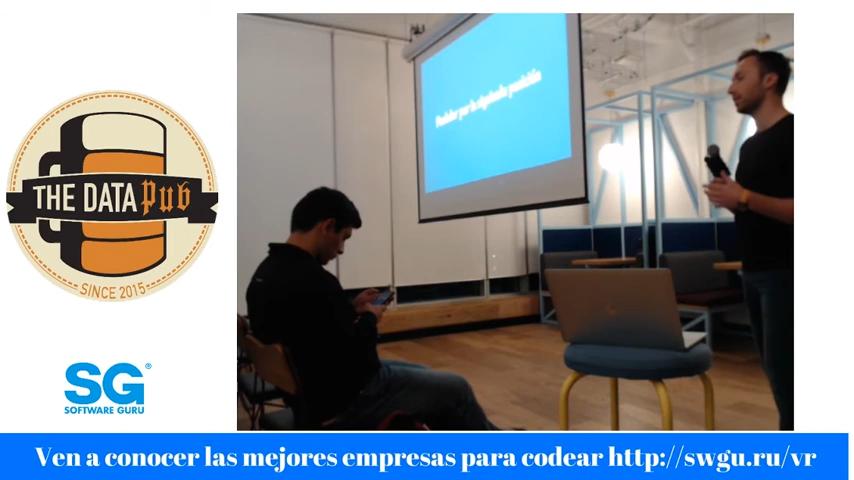 THE DATA Pub
SINCE 2015
SG®
SOFTWARE GURU
Ven a conocer las mejores empresas para codear http://swgu.ru/vr